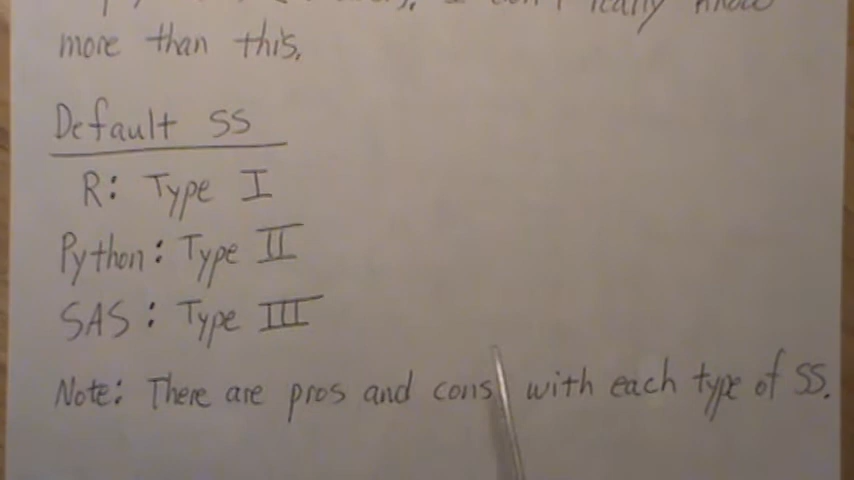 know
more than this.
Default SS
R: Type I
Python: Type II
SAS: Type III
Note: There are pros and cons with each type of SS.